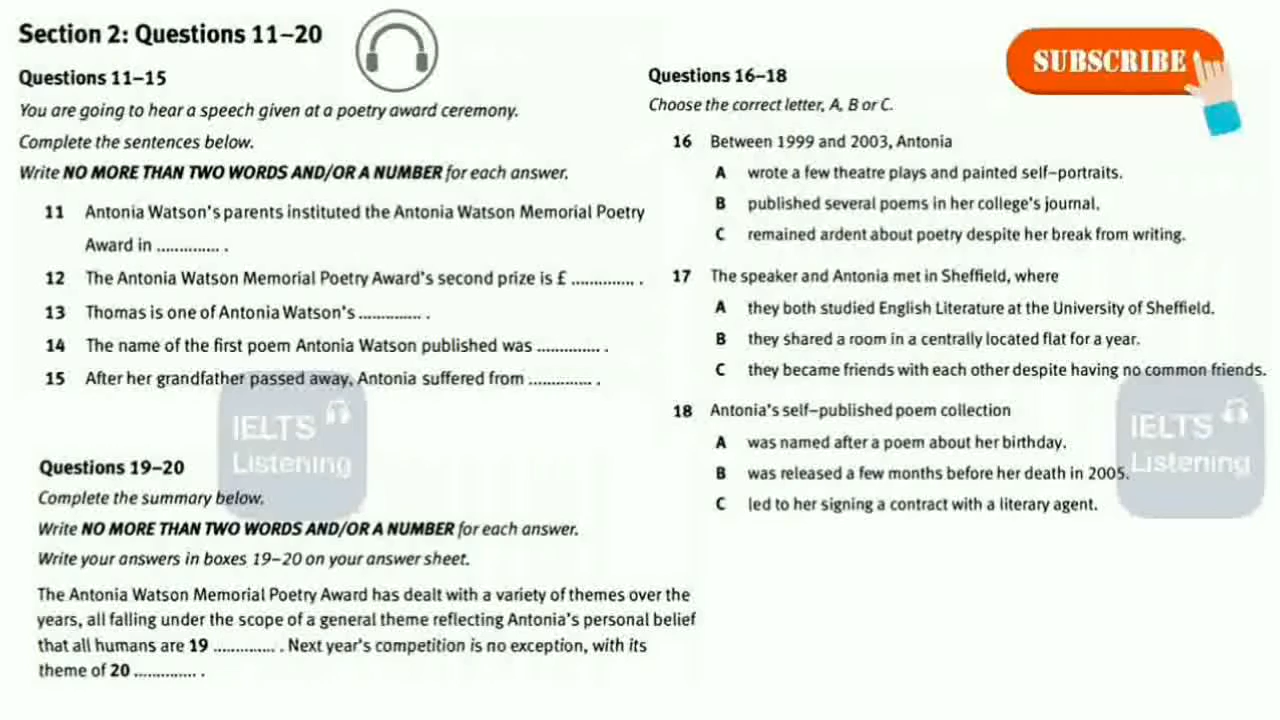 Section 2: Questions 11–20
SUBSCRIBE
Questions 11–15
You are going to hear a speech given at a poetry award ceremony.
Complete the sentences below.
Write NO MORE THAN TWO WORDS AND/OR A NUMBER for each answer.
11 Antonia Watson's parents instituted the Antonia Watson Memorial Poetry
Award in .............. .
12 The Antonia Watson Memorial Poetry Award's second prize is £ .............. .
13 Thomas is one of Antonia Watson's .............. .
14 The name of the first poem Antonia Watson published was .............. .
15 After her grandfather passed away, Antonia suffered from .............. .
Questions 16–18
Choose the correct letter, A, B or C.
16 Between 1999 and 2003, Antonia
A wrote a few theatre plays and painted self–portraits.
B published several poems in her college's journal.
C remained ardent about poetry despite her break from writing.
17 The speaker and Antonia met in Sheffield, where
A they both studied English Literature at the University of Sheffield.
B they shared a room in a centrally located flat for a year.
C they became friends with each other despite having no common friends.
18 Antonia's self–published poem collection
A was named after a poem about her birthday.
B was released a few months before her death in 2005.
C led to her signing a contract with a literary agent.
IELTS
Listening
IELTS
Listening
Questions 19–20
Complete the summary below.
Write NO MORE THAN TWO WORDS AND/OR A NUMBER for each answer.
Write your answers in boxes 19–20 on your answer sheet.
The Antonia Watson Memorial Poetry Award has dealt with a variety of themes over the
years, all falling under the scope of a general theme reflecting Antonia's personal belief
that all humans are 19 .............. . Next year's competition is no exception, with its
theme of 20 .............. .